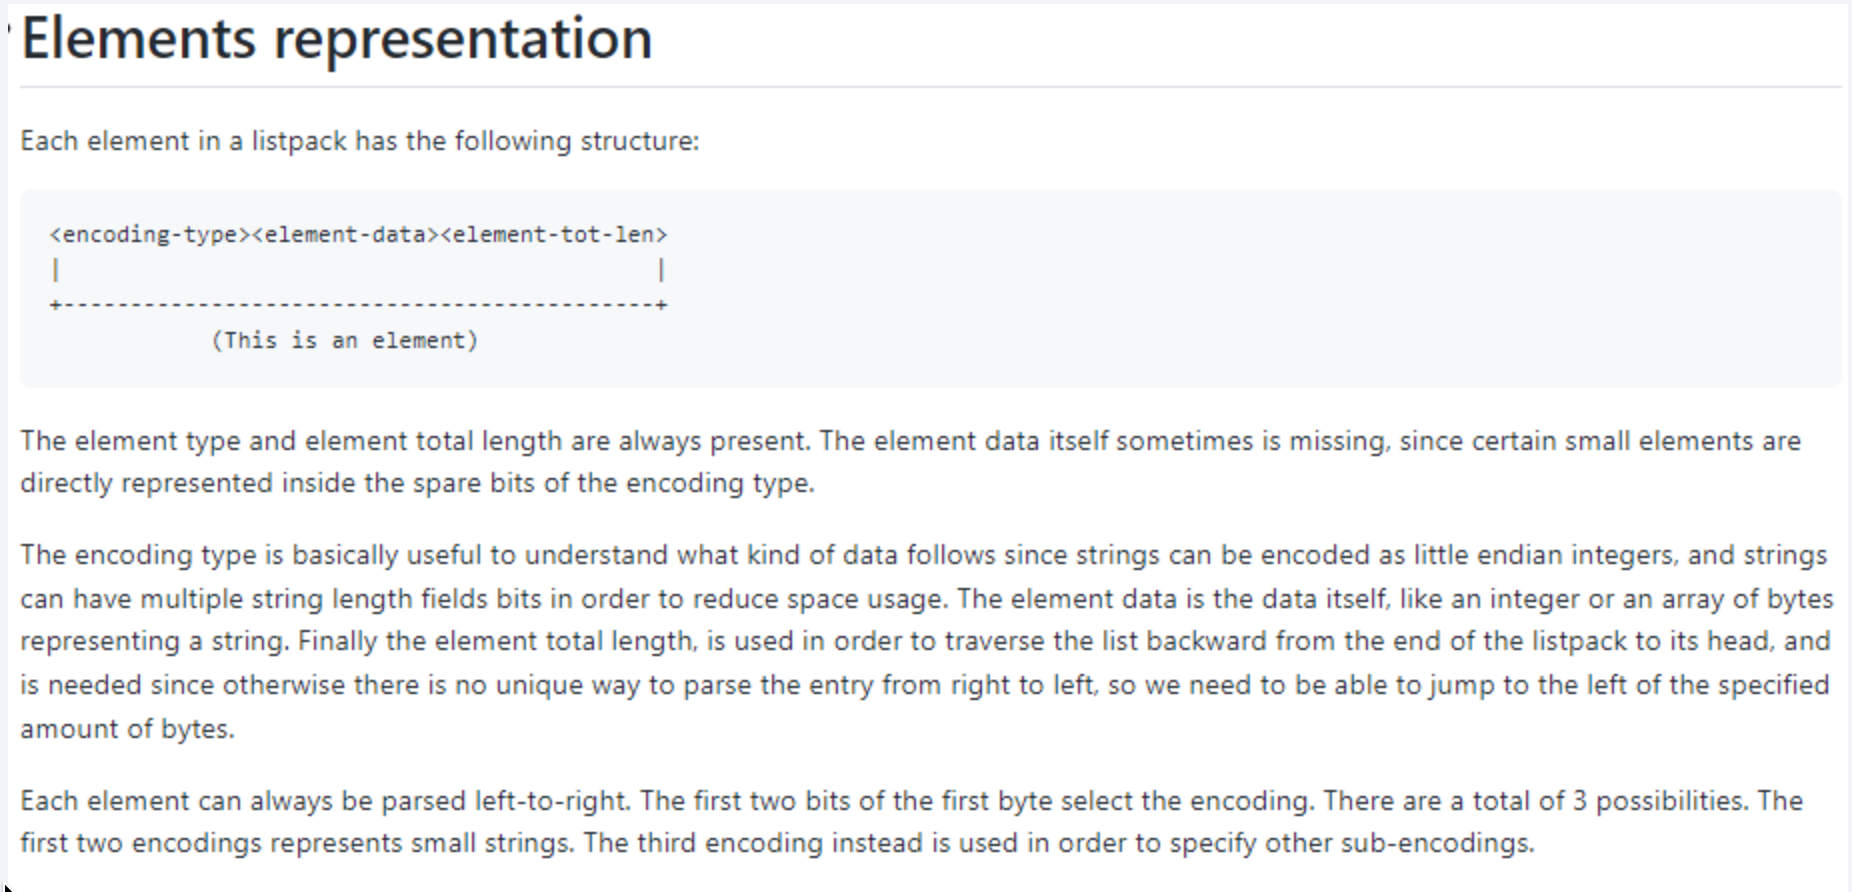 Elements representation
Each element in a listpack has the following structure:
<encoding-type><element-data><element-tot-len>
|                                            |
+--------------------------------------------+
            (This is an element)
The element type and element total length are always present. The element data itself sometimes is missing, since certain small elements are
directly represented inside the spare bits of the encoding type.
The encoding type is basically useful to understand what kind of data follows since strings can be encoded as little endian integers, and strings
can have multiple string length fields bits in order to reduce space usage. The element data is the data itself, like an integer or an array of bytes
representing a string. Finally the element total length, is used in order to traverse the list backward from the end of the listpack to its head, and
is needed since otherwise there is no unique way to parse the entry from right to left, so we need to be able to jump to the left of the specified
amount of bytes.
Each element can always be parsed left-to-right. The first two bits of the first byte select the encoding. There are a total of 3 possibilities. The
first two encodings represents small strings. The third encoding instead is used in order to specify other sub-encodings.